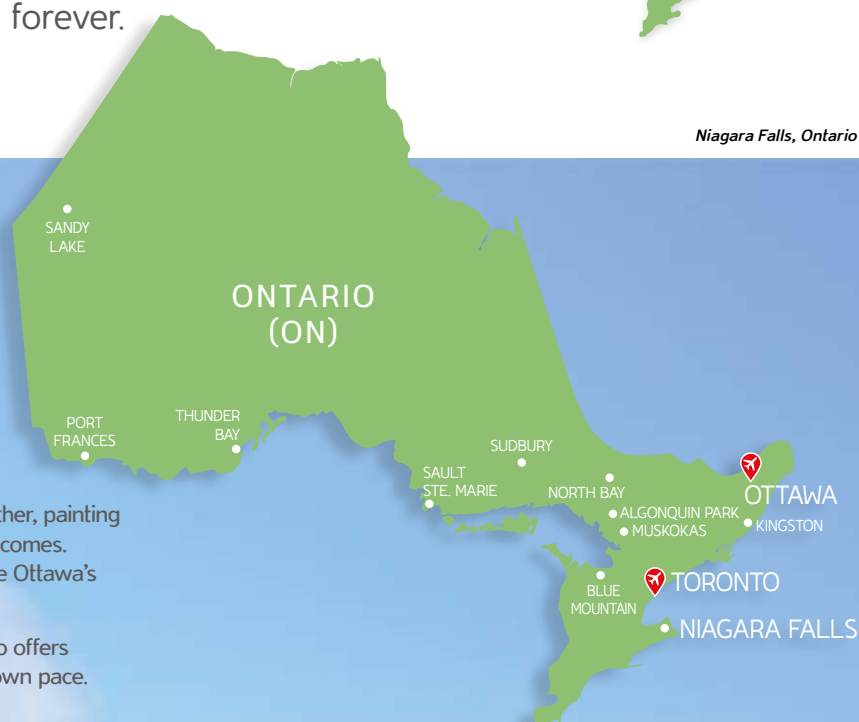 forever.
Niagara Falls, Ontario
SANDY
LAKE
ONTARIO
(ON)
PORT
FRANCES
THUNDER
BAY
SAULT
STE. MARIE
SUDBURY
NORTH BAY
OTTAWA
ALGONQUIN PARK
MUSKOKAS
KINGSTON
BLUE
MOUNTAIN
TORONTO
NIAGARA FALLS
ther, painting
comes.
e Ottawa's
o offers
own pace.